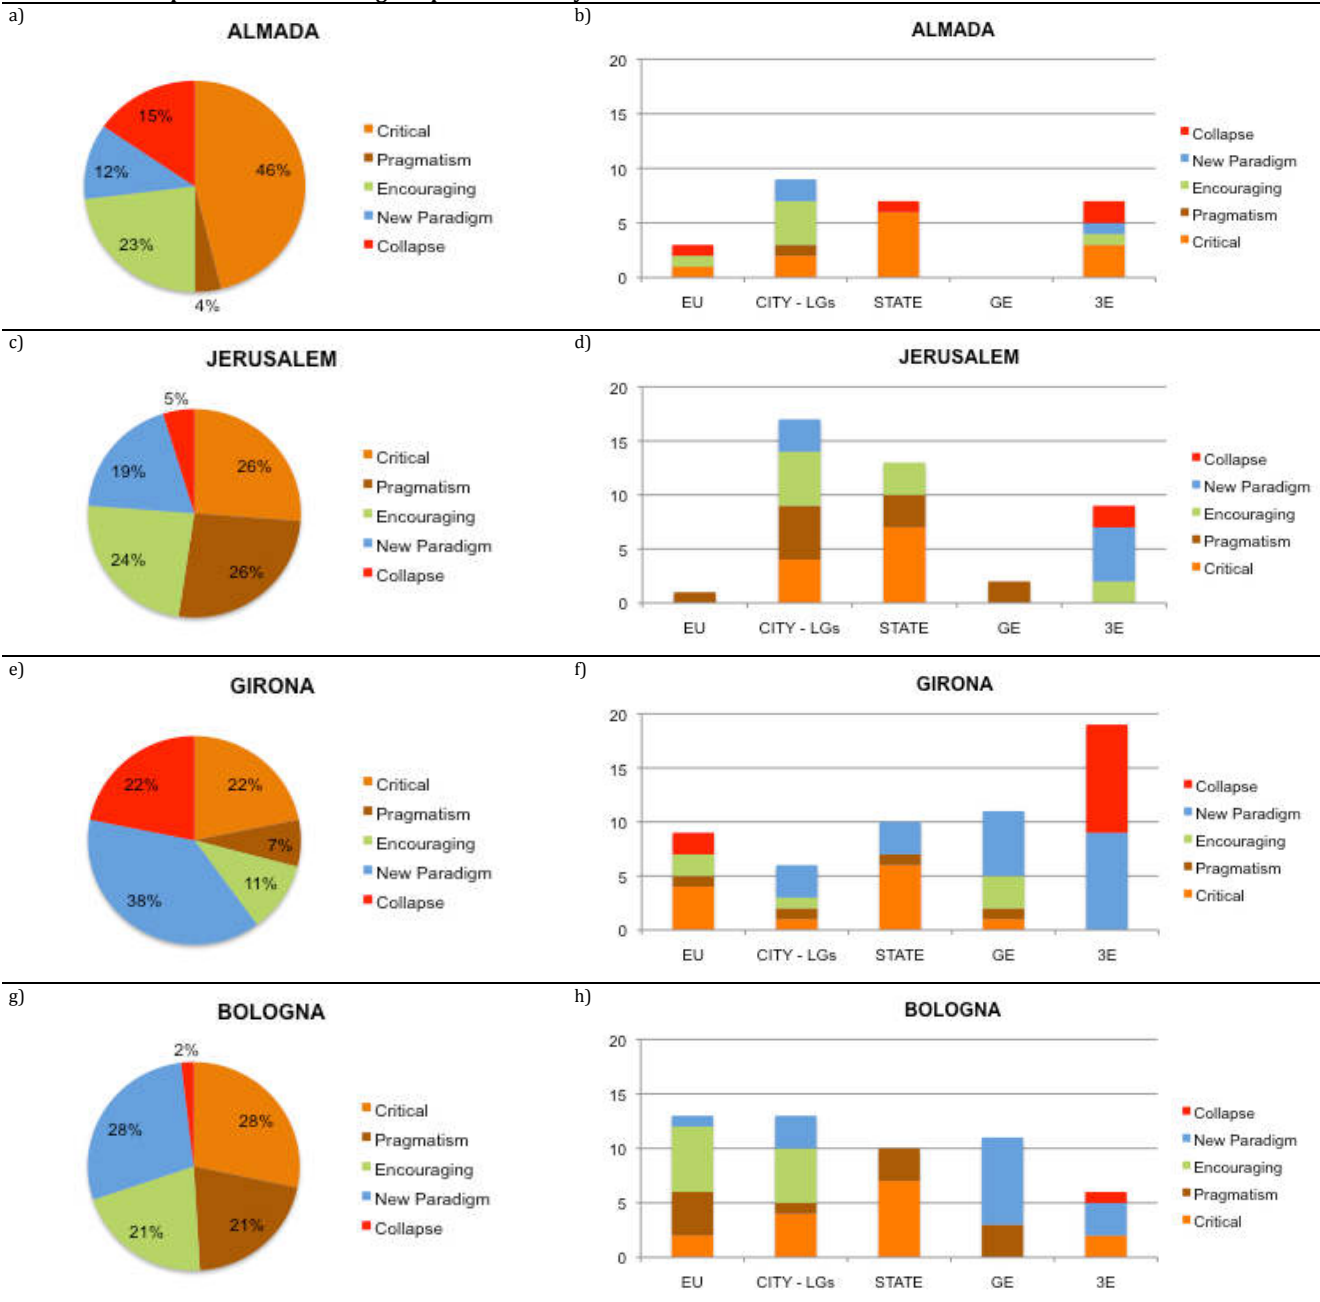 a)
ALMADA
15%
46%
12%
23%
4%
Critical
Pragmatism
Encouraging
New Paradigm
Collapse
b)
ALMADA
20
15
10
5
0
EU CITY - LGs STATE GE 3E
Collapse
New Paradigm
Encouraging
Pragmatism
Critical
c)
JERUSALEM
5%
26%
19%
24%
26%
Critical
Pragmatism
Encouraging
New Paradigm
Collapse
d)
JERUSALEM
20
15
10
5
0
EU CITY - LGs STATE GE 3E
Collapse
New Paradigm
Encouraging
Pragmatism
Critical
e)
GIRONA
22%
22%
7%
11%
38%
Critical
Pragmatism
Encouraging
New Paradigm
Collapse
f)
GIRONA
20
15
10
5
0
EU CITY - LGs STATE GE 3E
Collapse
New Paradigm
Encouraging
Pragmatism
Critical
g)
BOLOGNA
2%
28%
28%
21%
21%
Critical
Pragmatism
Encouraging
New Paradigm
Collapse
h)
BOLOGNA
20
15
10
5
0
EU CITY - LGs STATE GE 3E
Collapse
New Paradigm
Encouraging
Pragmatism
Critical